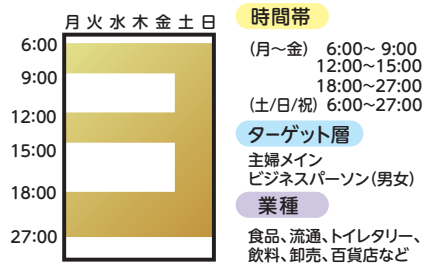 月 火 水 木 金 土 日
6:00
9:00
12:00
15:00
18:00
27:00
時間帯
(月~金) 6:00~ 9:00
12:00~15:00
18:00~27:00
(土/日/祝) 6:00~27:00
ターゲット層
主婦メイン
ビジネスパーソン(男女)
業種
食品、流通、トイレタリー、
飲料、卸売、百貨店など